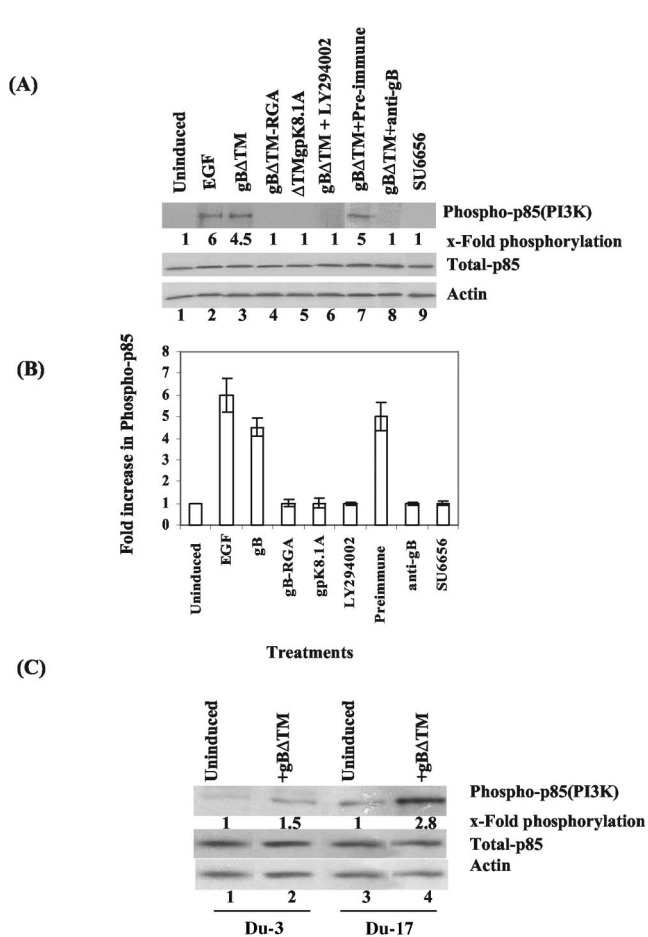 (A)
Uninduced
EGF
gBΔTM
gBΔTM-RGA
ΔTMgpK8.1A
gBΔTM + LY294002
gBΔTM+Pre-immune
gBΔTM+anti-gB
SU6656
Phospho-p85(PI3K)
1 6 4.5 1 1 1 5 1 1 x-Fold phosphorylation
Total-p85
Actin
1 2 3 4 5 6 7 8 9
(B)
Fold increase in Phospho-p85
8
7
6
5
4
3
2
1
0
Uninduced
EGF
gB
gB-RGA
gpK8.1A
LY294002
Preimmune
anti-gB
SU6656
Treatments
(C)
Uninduced
+gBΔTM
Uninduced
+gBΔTM
Phospho-p85(PI3K)
1 1.5 1 2.8 x-Fold phosphorylation
Total-p85
Actin
1 2 3 4
Du-3 Du-17